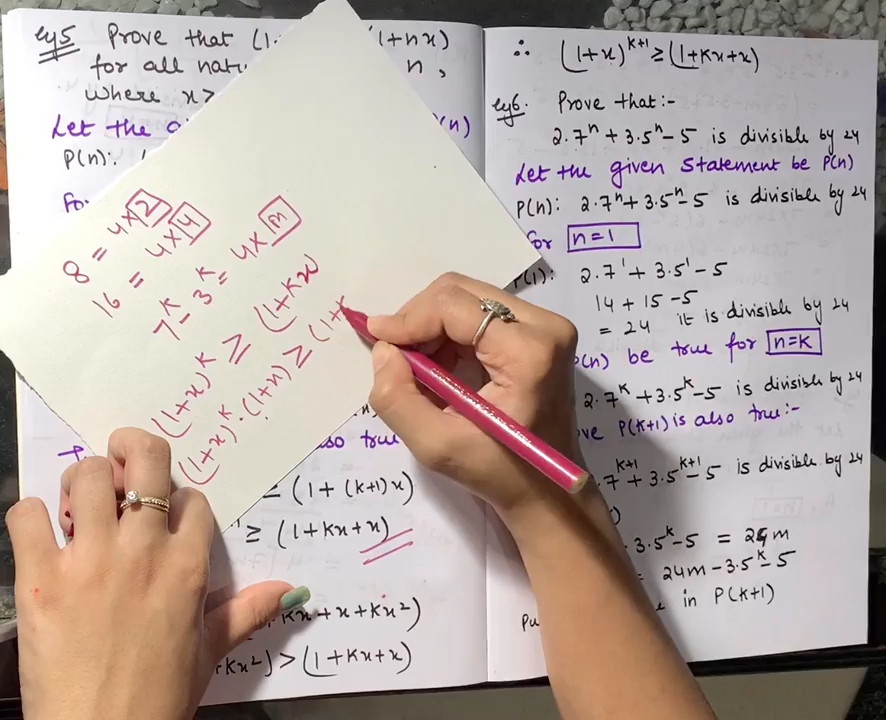 eg5 Prove that (1 (1+nx)
for all natu n,
where x>
Let the (n)
P(n):
For
8 = 4×2
16 = 4×4
7^k - 3^k = 4× m
(1+x)^k ≥ (1+kx)
(1+x)^k · (1+x) ≥ (1+k
so true
= (1+(k+1)x)
≥ (1+kx+x)
+kx+x+kx²)
+kx²) > (1+kx+x)
∴ (1+x)^{k+1} ≥ (1+kx+x)
eg6. Prove that:-
2.7^n + 3.5^n - 5 is divisible by 24
Let the given statement be P(n)
P(n): 2.7^n + 3.5^n - 5 is divisible by 24
For n=1
P(1): 2.7' + 3.5' - 5
14 + 15 - 5
= 24 it is divisible by 24
P(n) be true for n=k
2.7^k + 3.5^k - 5 is divisible by 24
ove P(k+1) is also true:-
.7^{k+1} + 3.5^{k+1} - 5 is divisible by 24
)
3.5^k - 5 = 24m
= 24m - 3.5^k - 5
Pu in P(k+1)